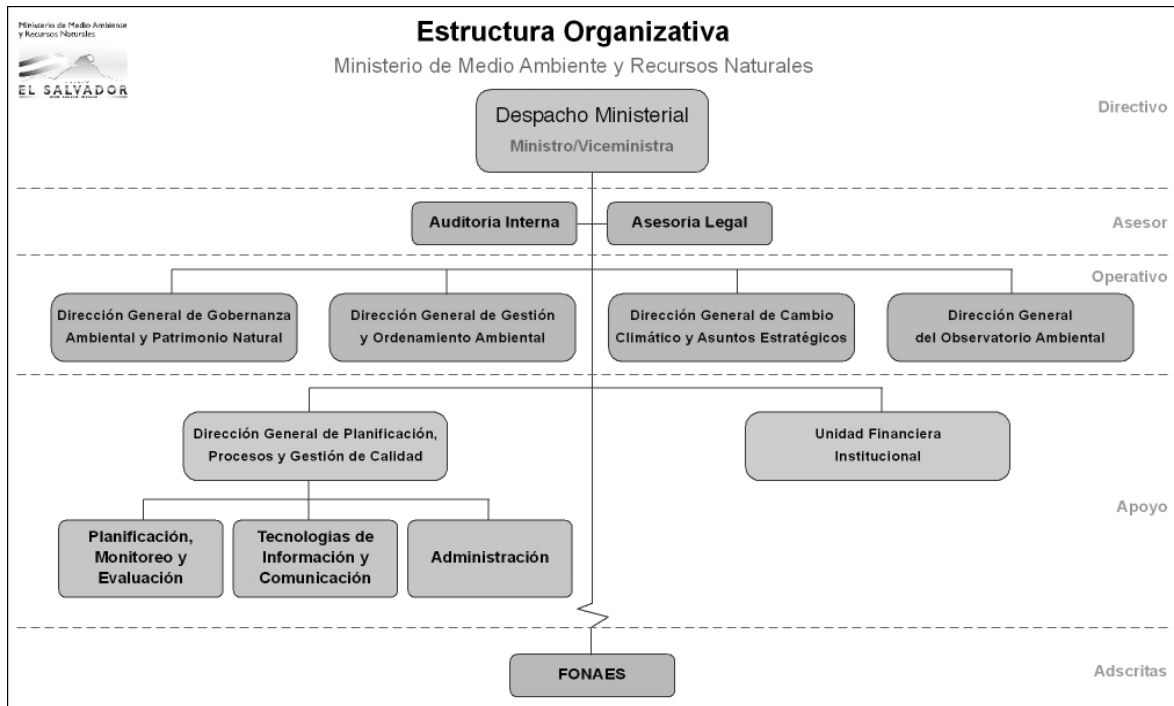 Ministerio de Medio Ambiente
y Recursos Naturales
EL SALVADOR
Estructura Organizativa
Ministerio de Medio Ambiente y Recursos Naturales
Despacho Ministerial
Ministro/Viceministra
Directivo
Auditoría Interna
Asesoría Legal
Asesor
Operativo
Dirección General de Gobernanza
Ambiental y Patrimonio Natural
Dirección General de Gestión
y Ordenamiento Ambiental
Dirección General de Cambio
Climático y Asuntos Estratégicos
Dirección General
del Observatorio Ambiental
Dirección General de Planificación,
Procesos y Gestión de Calidad
Unidad Financiera
Institucional
Planificación,
Monitoreo y
Evaluación
Tecnologías de
Información y
Comunicación
Administración
Apoyo
FONAES
Adscritas